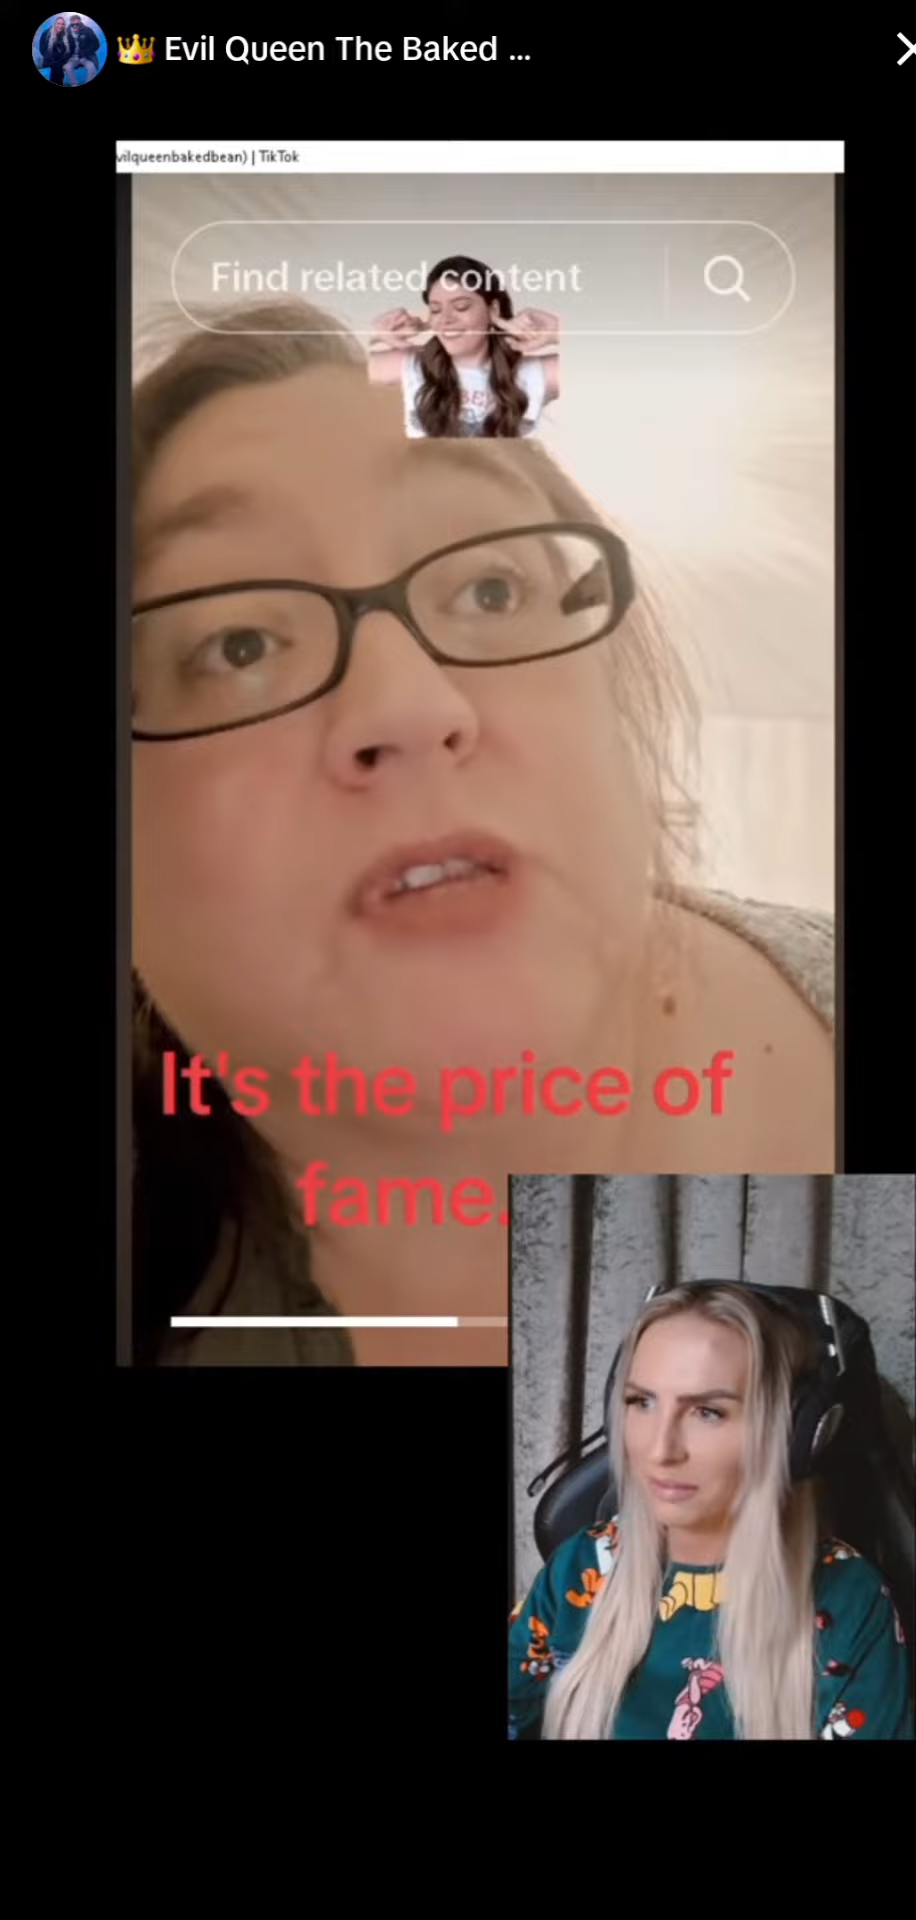 👑 Evil Queen The Baked ...
vilqueenbakedbean) | TikTok
Find related content
It's the price of
fame.